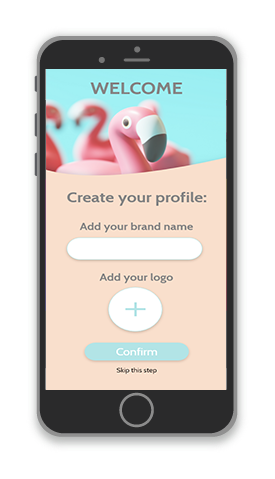 WELCOME
Create your profile:
Add your brand name
Add your logo
+
Confirm
Skip this step